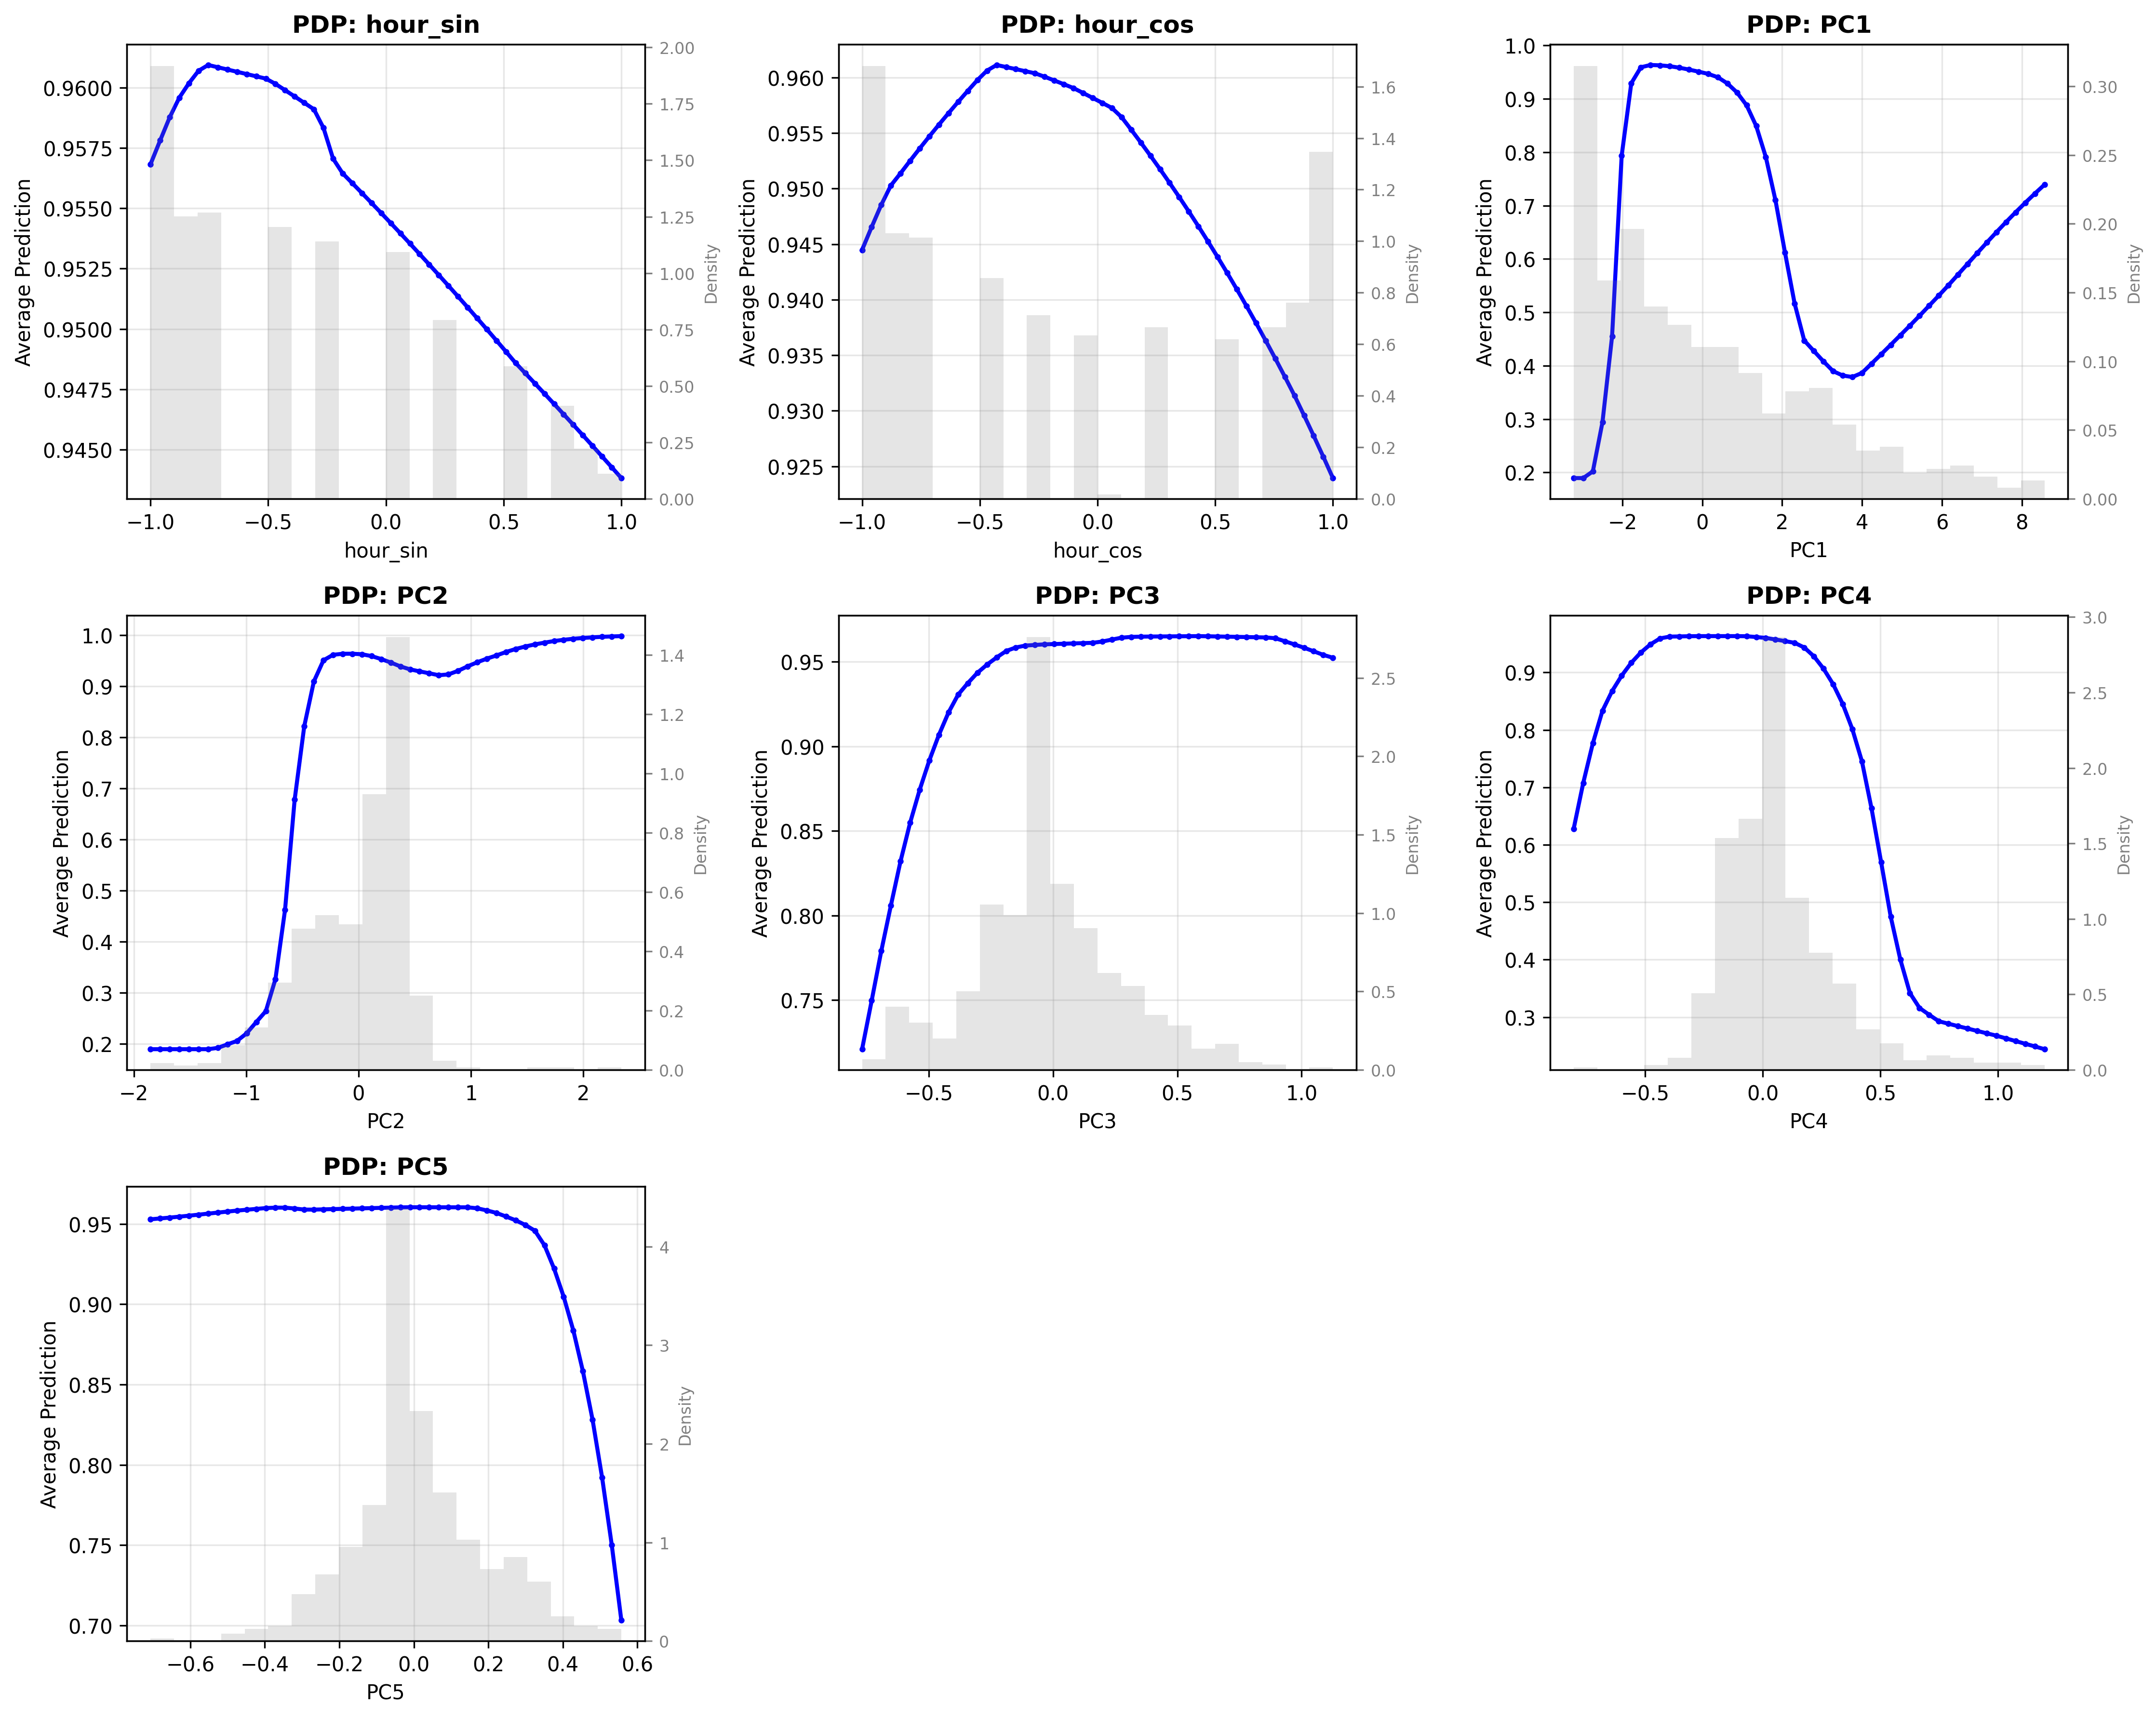 PDP: hour_sin
Average Prediction
0.9600
0.9575
0.9550
0.9525
0.9500
0.9475
0.9450
2.00
1.75
1.50
1.25
1.00
0.75
0.50
0.25
0.00
Density
−1.0 −0.5 0.0 0.5 1.0
hour_sin
PDP: hour_cos
Average Prediction
0.960
0.955
0.950
0.945
0.940
0.935
0.930
0.925
1.6
1.4
1.2
1.0
0.8
0.6
0.4
0.2
0.0
Density
−1.0 −0.5 0.0 0.5 1.0
hour_cos
PDP: PC1
Average Prediction
1.0
0.9
0.8
0.7
0.6
0.5
0.4
0.3
0.2
0.30
0.25
0.20
0.15
0.10
0.05
0.00
Density
−2 0 2 4 6 8
PC1
PDP: PC2
Average Prediction
1.0
0.9
0.8
0.7
0.6
0.5
0.4
0.3
0.2
1.4
1.2
1.0
0.8
0.6
0.4
0.2
0.0
Density
−2 −1 0 1 2
PC2
PDP: PC3
Average Prediction
0.95
0.90
0.85
0.80
0.75
2.5
2.0
1.5
1.0
0.5
0.0
Density
−0.5 0.0 0.5 1.0
PC3
PDP: PC4
Average Prediction
0.9
0.8
0.7
0.6
0.5
0.4
0.3
3.0
2.5
2.0
1.5
1.0
0.5
0.0
Density
−0.5 0.0 0.5 1.0
PC4
PDP: PC5
Average Prediction
0.95
0.90
0.85
0.80
0.75
0.70
4
3
2
1
0
Density
−0.6 −0.4 −0.2 0.0 0.2 0.4 0.6
PC5